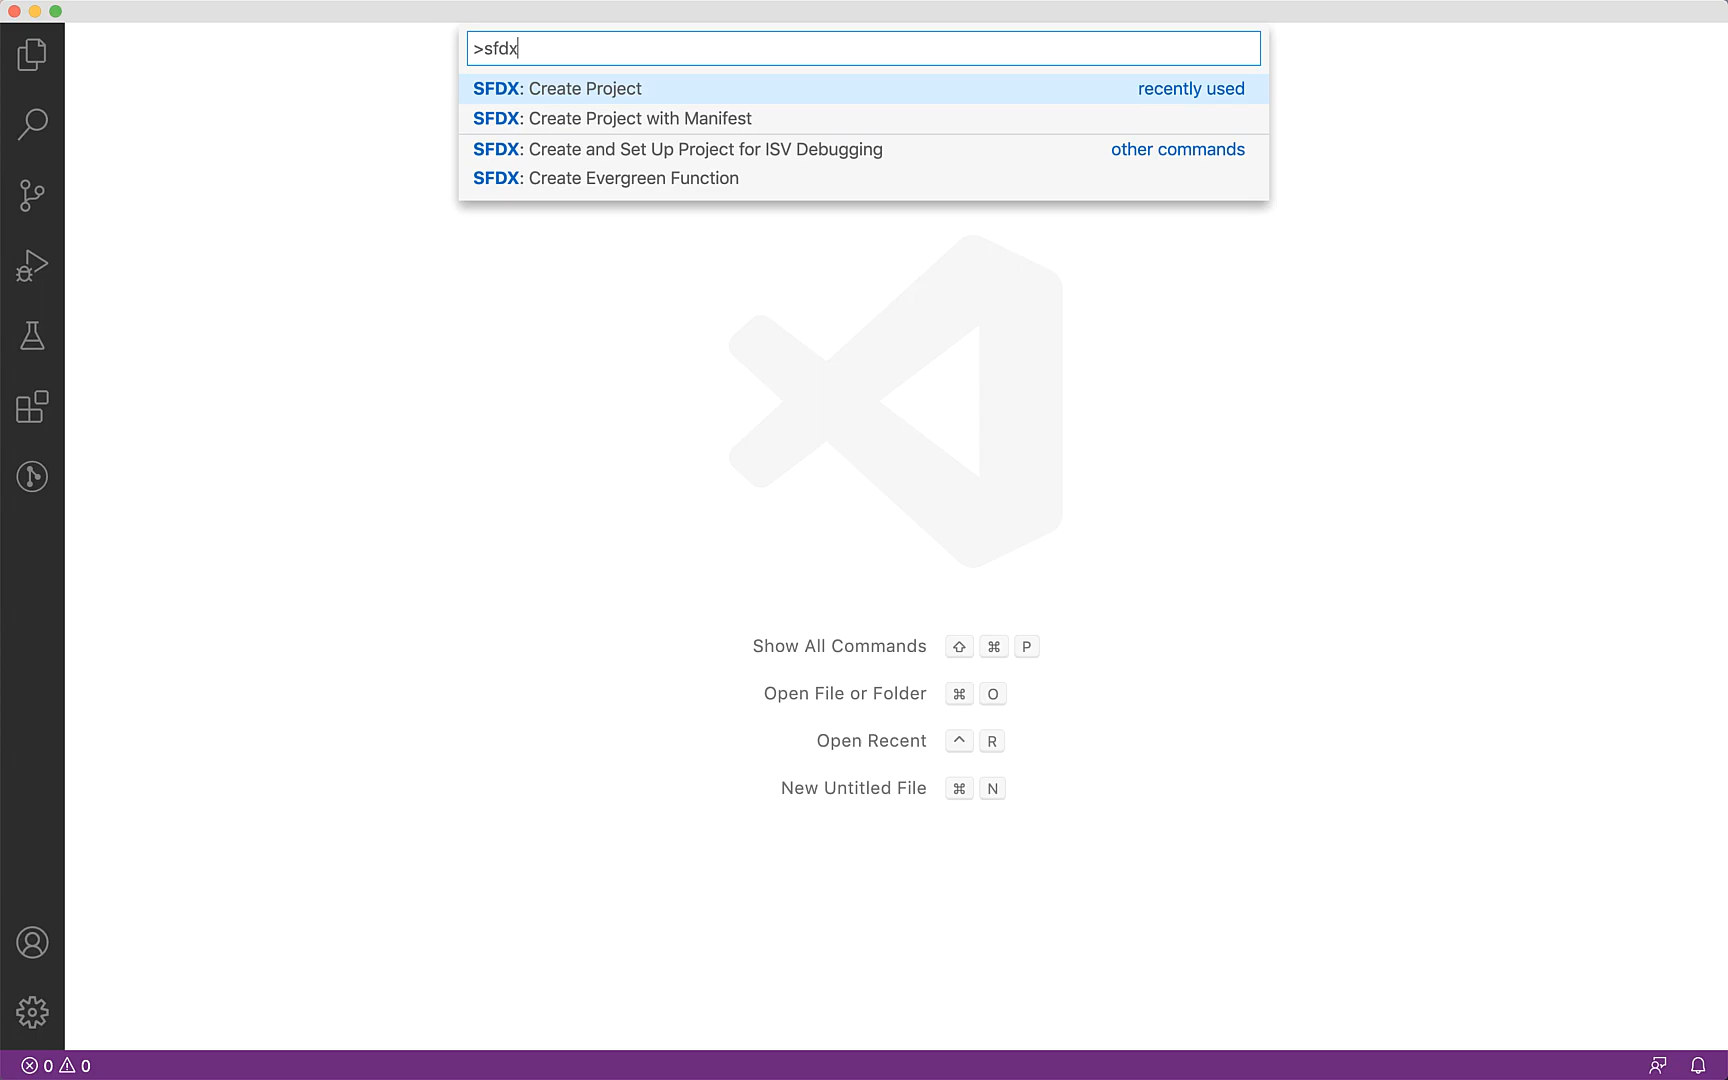 >sfdx
SFDX: Create Project recently used
SFDX: Create Project with Manifest
SFDX: Create and Set Up Project for ISV Debugging other commands
SFDX: Create Evergreen Function
Show All Commands ⇧ ⌘ P
Open File or Folder ⌘ O
Open Recent ^ R
New Untitled File ⌘ N
0 0